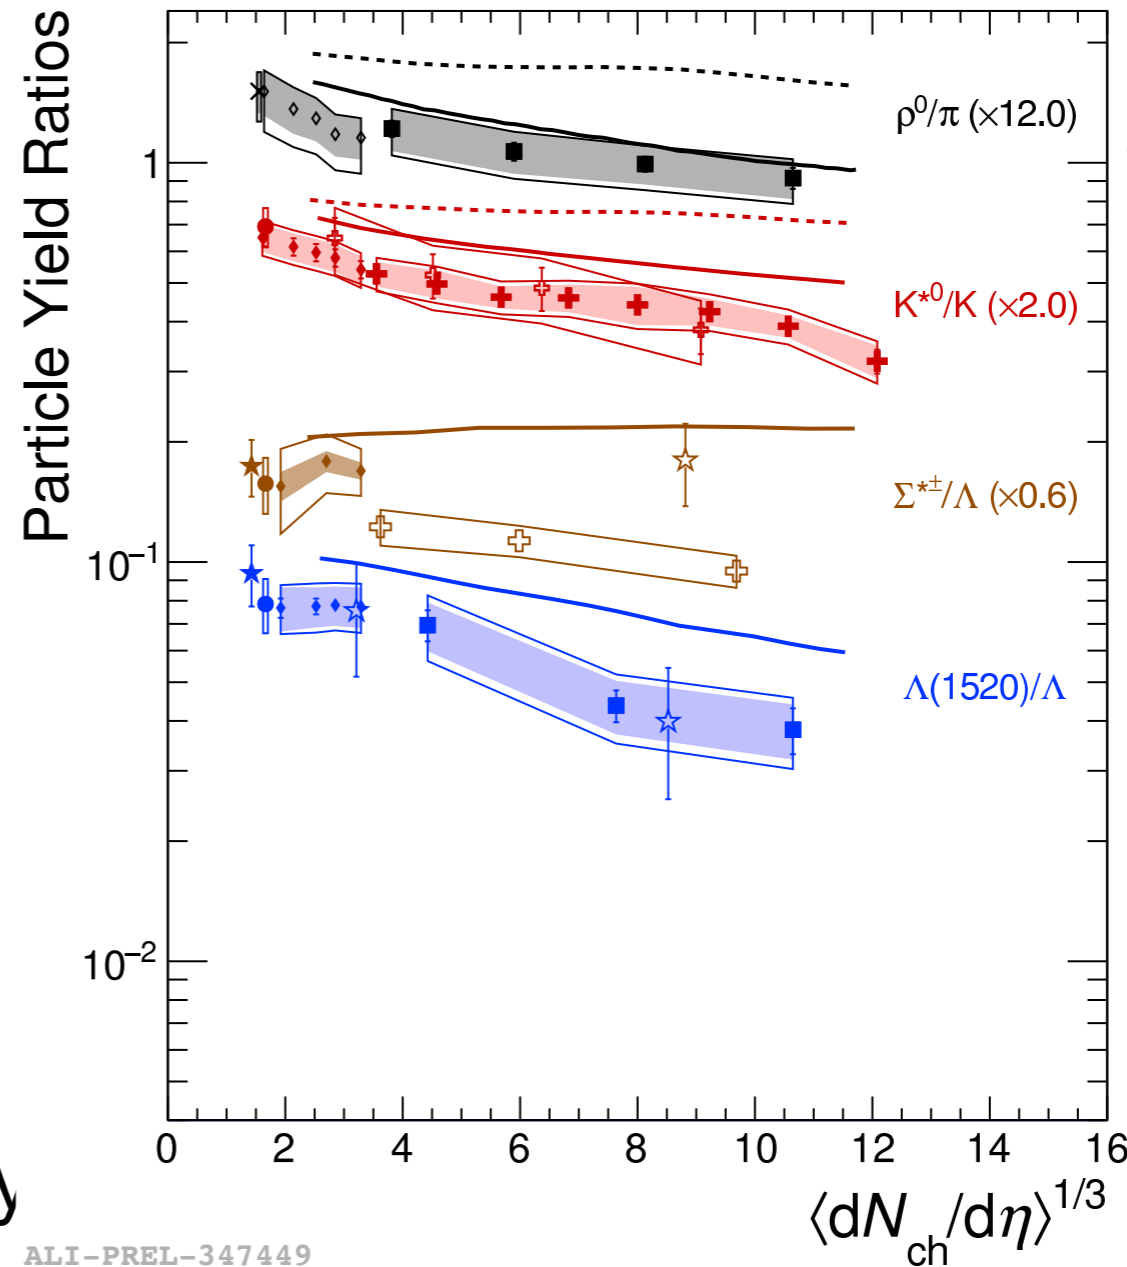 Particle Yield Ratios
ρ⁰/π (×12.0)
1
K*⁰/K (×2.0)
Σ*±/Λ (×0.6)
10⁻¹
Λ(1520)/Λ
10⁻²
0 2 4 6 8 10 12 14 16
⟨dN_ch/dη⟩^1/3
y
ALI-PREL-347449